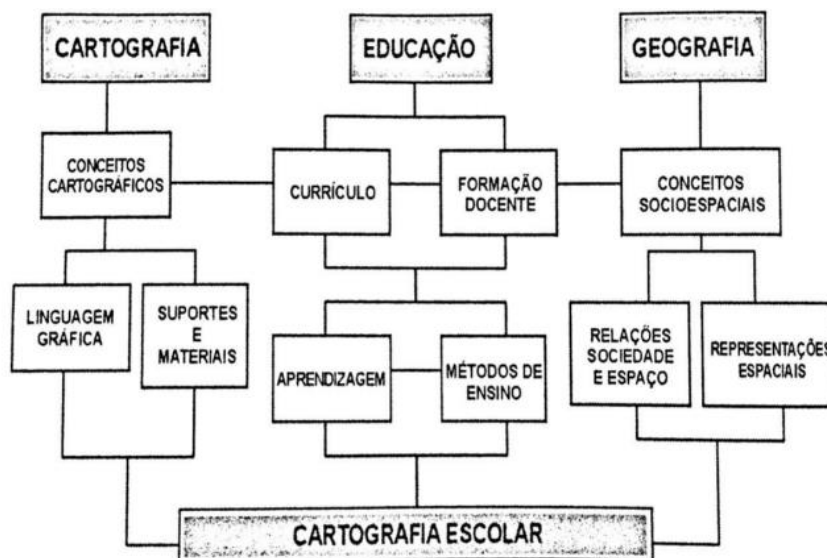 CARTOGRAFIA
EDUCAÇÃO
GEOGRAFIA
CONCEITOS
CARTOGRÁFICOS
CURRÍCULO
FORMAÇÃO
DOCENTE
CONCEITOS
SOCIOESPACIAIS
LINGUAGEM
GRÁFICA
SUPORTES
E
MATERIAIS
APRENDIZAGEM
MÉTODOS DE
ENSINO
RELAÇÕES
SOCIEDADE
E ESPAÇO
REPRESENTAÇÕES
ESPACIAIS
CARTOGRAFIA ESCOLAR